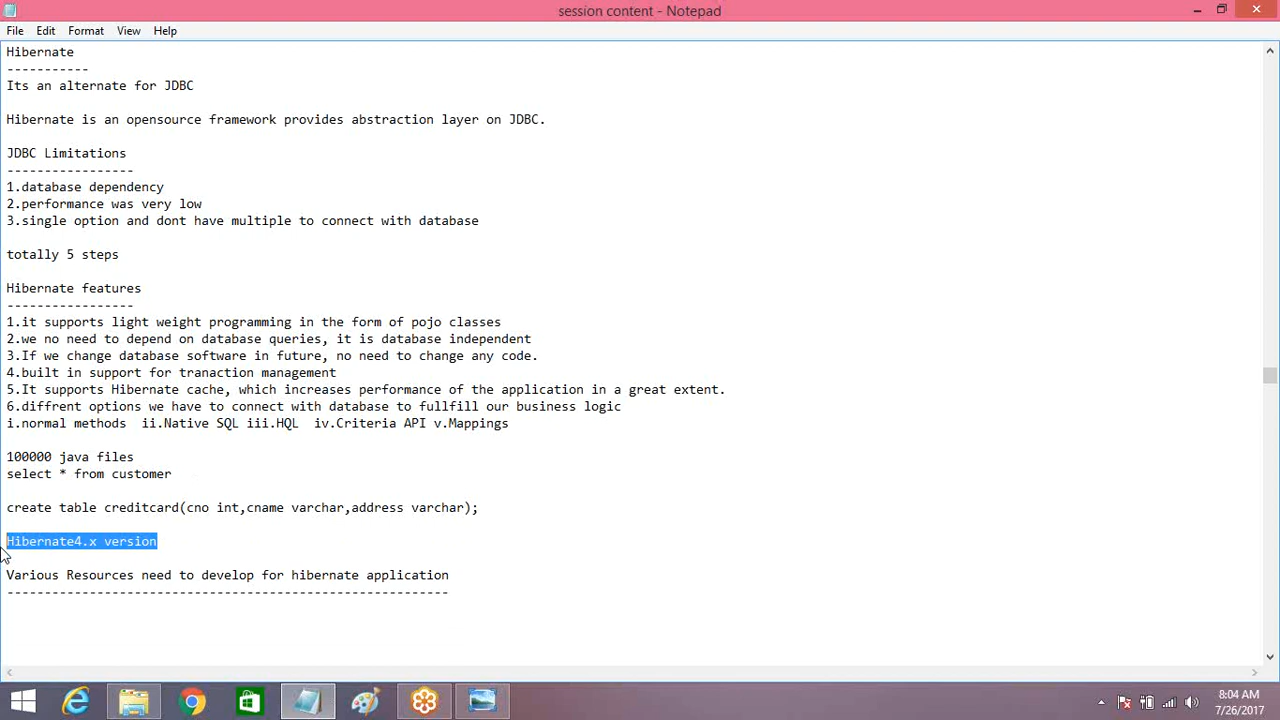 session content - Notepad
File Edit Format View Help
Hibernate
-----------
Its an alternate for JDBC
Hibernate is an opensource framework provides abstraction layer on JDBC.
JDBC Limitations
-----------------
1.database dependency
2.performance was very low
3.single option and dont have multiple to connect with database
totally 5 steps
Hibernate features
-----------------
1.it supports light weight programming in the form of pojo classes
2.we no need to depend on database queries, it is database independent
3.If we change database software in future, no need to change any code.
4.built in support for tranaction management
5.It supports Hibernate cache, which increases performance of the application in a great extent.
6.diffrent options we have to connect with database to fullfill our business logic
i.normal methods  ii.Native SQL iii.HQL  iv.Criteria API v.Mappings
100000 java files
select * from customer
create table creditcard(cno int,cname varchar,address varchar);
Hibernate4.x version
Various Resources need to develop for hibernate application
-----------------------------------------------------------
8:04 AM
7/26/2017